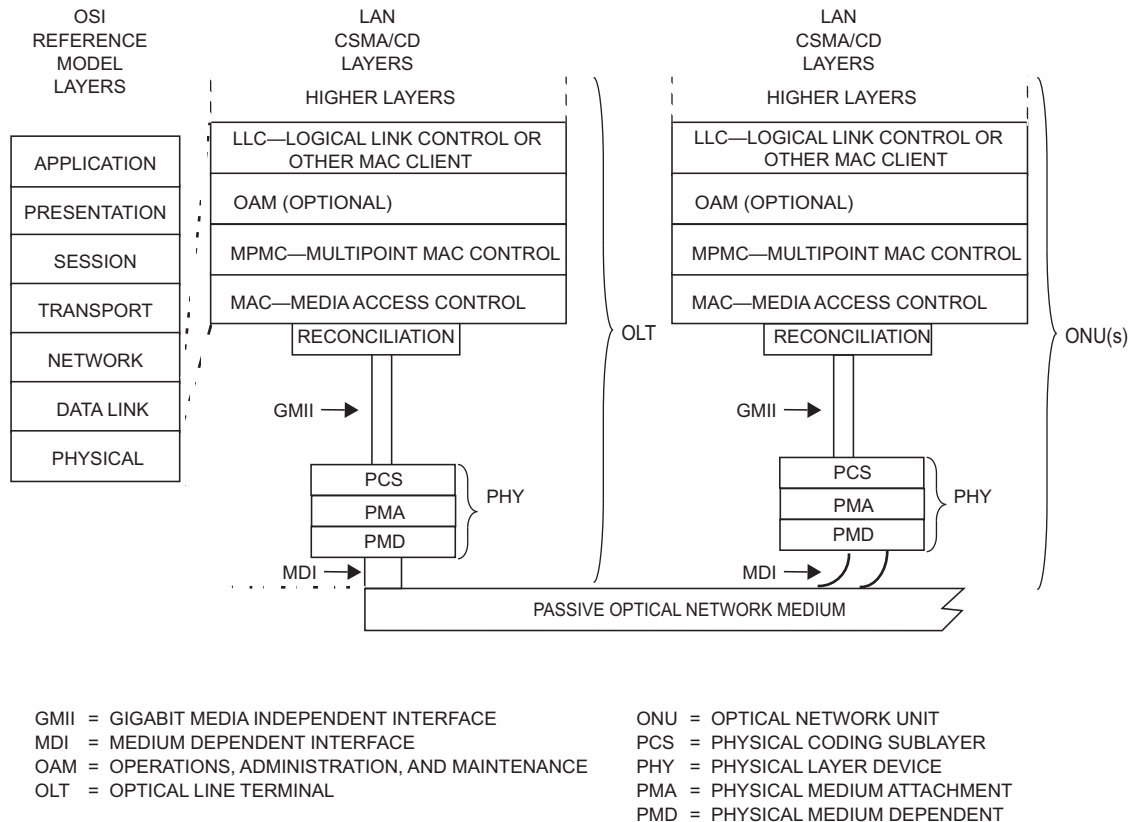 OSI
REFERENCE
MODEL
LAYERS
APPLICATION
PRESENTATION
SESSION
TRANSPORT
NETWORK
DATA LINK
PHYSICAL
LAN
CSMA/CD
LAYERS
HIGHER LAYERS
LLC—LOGICAL LINK CONTROL OR
OTHER MAC CLIENT
OAM (OPTIONAL)
MPMC—MULTIPOINT MAC CONTROL
MAC—MEDIA ACCESS CONTROL
RECONCILIATION
GMII
PCS
PMA
PMD
PHY
MDI
OLT
LAN
CSMA/CD
LAYERS
HIGHER LAYERS
LLC—LOGICAL LINK CONTROL OR
OTHER MAC CLIENT
OAM (OPTIONAL)
MPMC—MULTIPOINT MAC CONTROL
MAC—MEDIA ACCESS CONTROL
RECONCILIATION
GMII
PCS
PMA
PMD
PHY
MDI
ONU(s)
PASSIVE OPTICAL NETWORK MEDIUM
GMII = GIGABIT MEDIA INDEPENDENT INTERFACE
MDI = MEDIUM DEPENDENT INTERFACE
OAM = OPERATIONS, ADMINISTRATION, AND MAINTENANCE
OLT = OPTICAL LINE TERMINAL
ONU = OPTICAL NETWORK UNIT
PCS = PHYSICAL CODING SUBLAYER
PHY = PHYSICAL LAYER DEVICE
PMA = PHYSICAL MEDIUM ATTACHMENT
PMD = PHYSICAL MEDIUM DEPENDENT